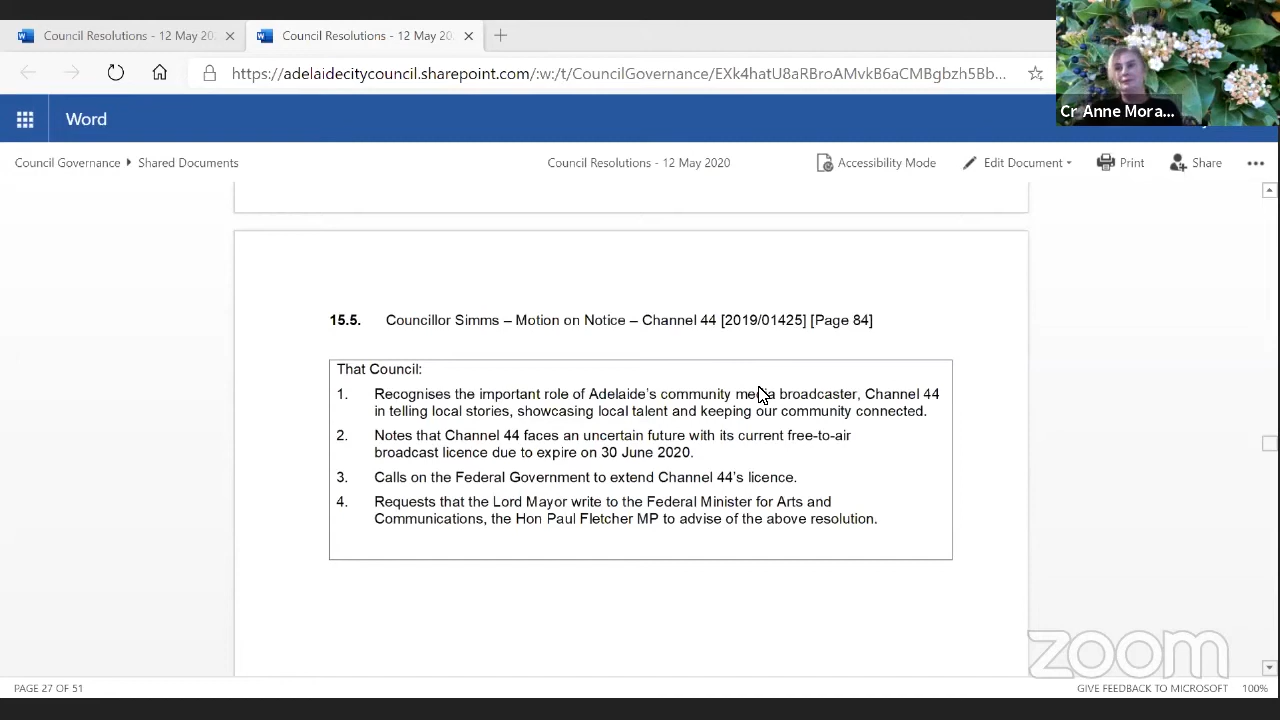 Council Resolutions - 12 May 20
Council Resolutions - 12 May 20
https://adelaidecitycouncil.sharepoint.com/:w:/t/CouncilGovernance/EXk4hatU8aRBroAMvkB6aCMBgbzh5Bb...
Cr Anne Mora...
Word
Council Governance Shared Documents
Council Resolutions - 12 May 2020
Accessibility Mode
Edit Document
Print
Share
15.5. Councillor Simms – Motion on Notice – Channel 44 [2019/01425] [Page 84]
That Council:
1. Recognises the important role of Adelaide's community media broadcaster, Channel 44
in telling local stories, showcasing local talent and keeping our community connected.
2. Notes that Channel 44 faces an uncertain future with its current free-to-air
broadcast licence due to expire on 30 June 2020.
3. Calls on the Federal Government to extend Channel 44's licence.
4. Requests that the Lord Mayor write to the Federal Minister for Arts and
Communications, the Hon Paul Fletcher MP to advise of the above resolution.
zoom
PAGE 27 OF 51
GIVE FEEDBACK TO MICROSOFT 100%